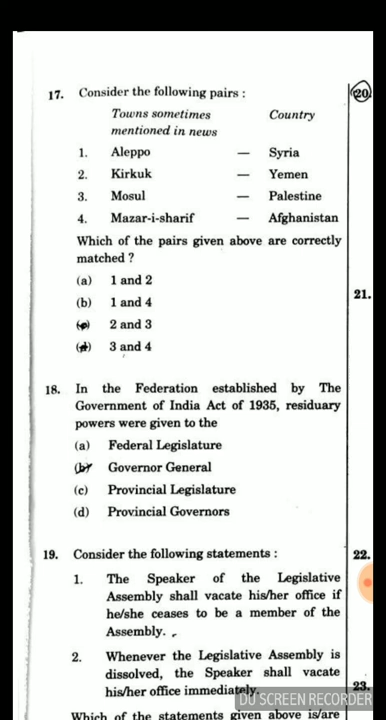 17. Consider the following pairs :
20.
Towns sometimes Country
mentioned in news
1. Aleppo — Syria
2. Kirkuk — Yemen
3. Mosul — Palestine
4. Mazar-i-sharif — Afghanistan
Which of the pairs given above are correctly
matched ?
(a) 1 and 2
(b) 1 and 4
21.
(c) 2 and 3
(d) 3 and 4
18. In the Federation established by The
Government of India Act of 1935, residuary
powers were given to the
(a) Federal Legislature
(b) Governor General
(c) Provincial Legislature
(d) Provincial Governors
19. Consider the following statements :
22.
1. The Speaker of the Legislative
Assembly shall vacate his/her office if
he/she ceases to be a member of the
Assembly.
2. Whenever the Legislative Assembly is
dissolved, the Speaker shall vacate
his/her office immediately.
23.
DU SCREEN RECORDER
Which of the statements given above is/are